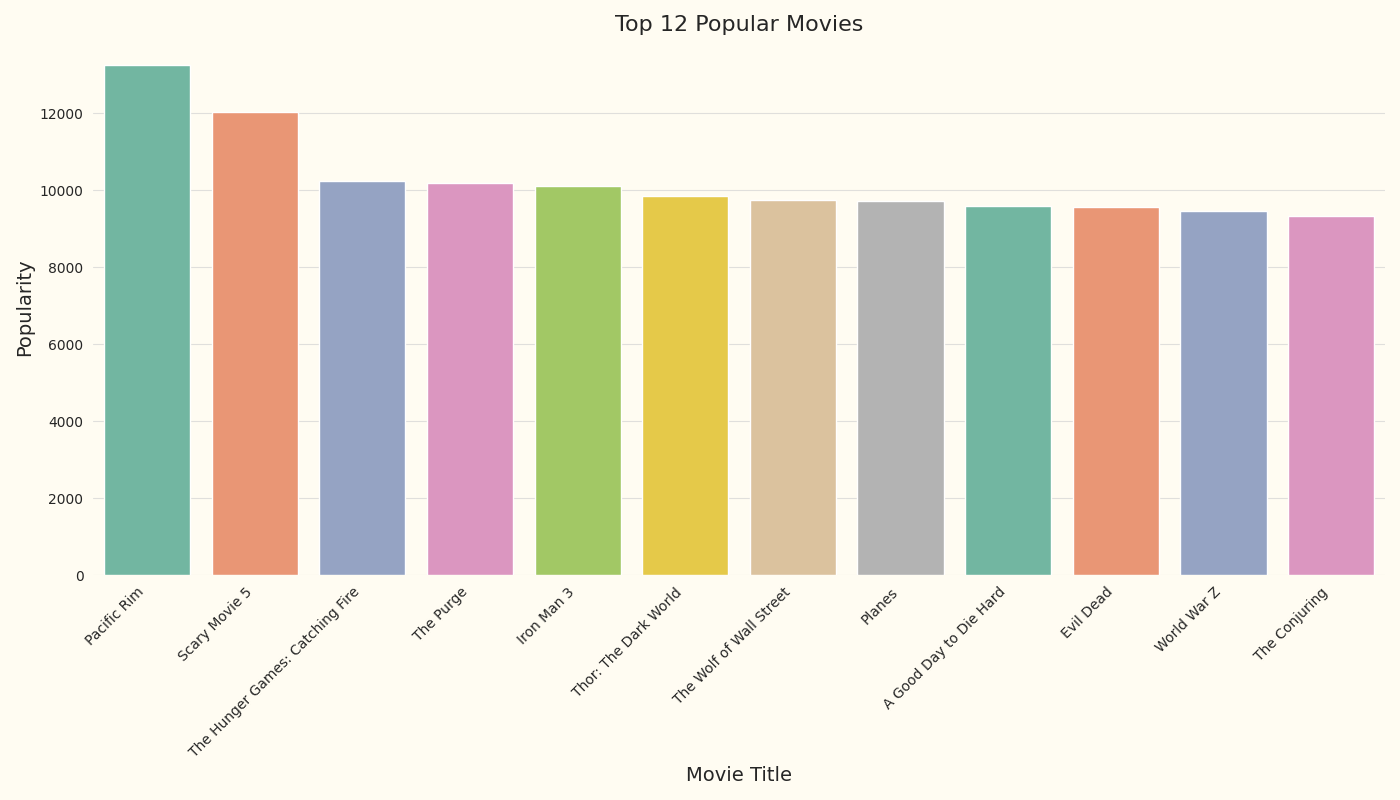 Top 12 Popular Movies
Popularity
12000
10000
8000
6000
4000
2000
0
Pacific Rim
Scary Movie 5
The Hunger Games: Catching Fire
The Purge
Iron Man 3
Thor: The Dark World
The Wolf of Wall Street
Planes
A Good Day to Die Hard
Evil Dead
World War Z
The Conjuring
Movie Title